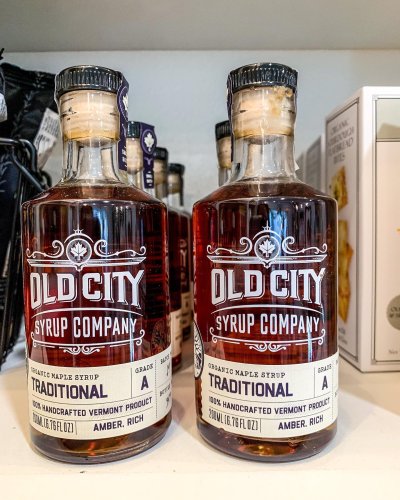 OLD CITY
SYRUP COMPANY
ORGANIC MAPLE SYRUP
TRADITIONAL
GRADE
A
100% HANDCRAFTED VERMONT PRODUCT
200ML (6.76 FL OZ)
AMBER. RICH
OLD CITY
SYRUP COMPANY
ORGANIC MAPLE SYRUP
TRADITIONAL
GRADE
A
100% HANDCRAFTED VERMONT PRODUCT
200ML (6.76 FL OZ)
AMBER. RICH